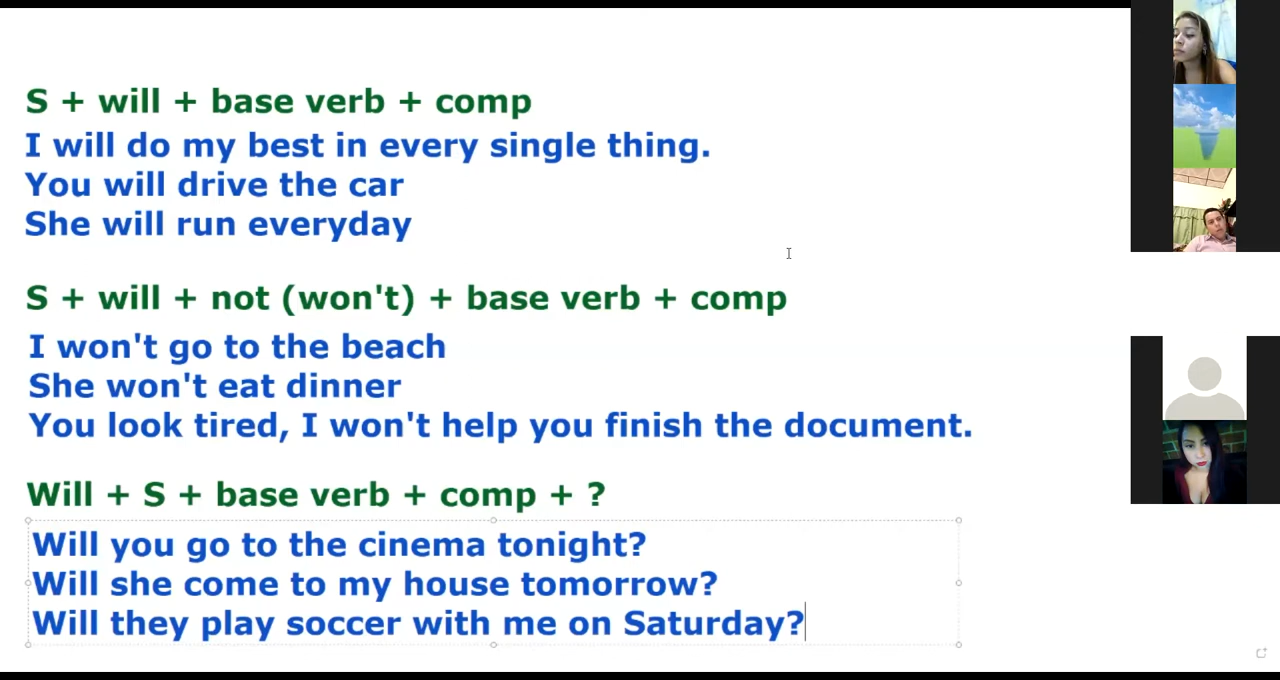 S + will + base verb + comp
I will do my best in every single thing.
You will drive the car
She will run everyday
S + will + not (won't) + base verb + comp
I won't go to the beach
She won't eat dinner
You look tired, I won't help you finish the document.
Will + S + base verb + comp + ?
Will you go to the cinema tonight?
Will she come to my house tomorrow?
Will they play soccer with me on Saturday?